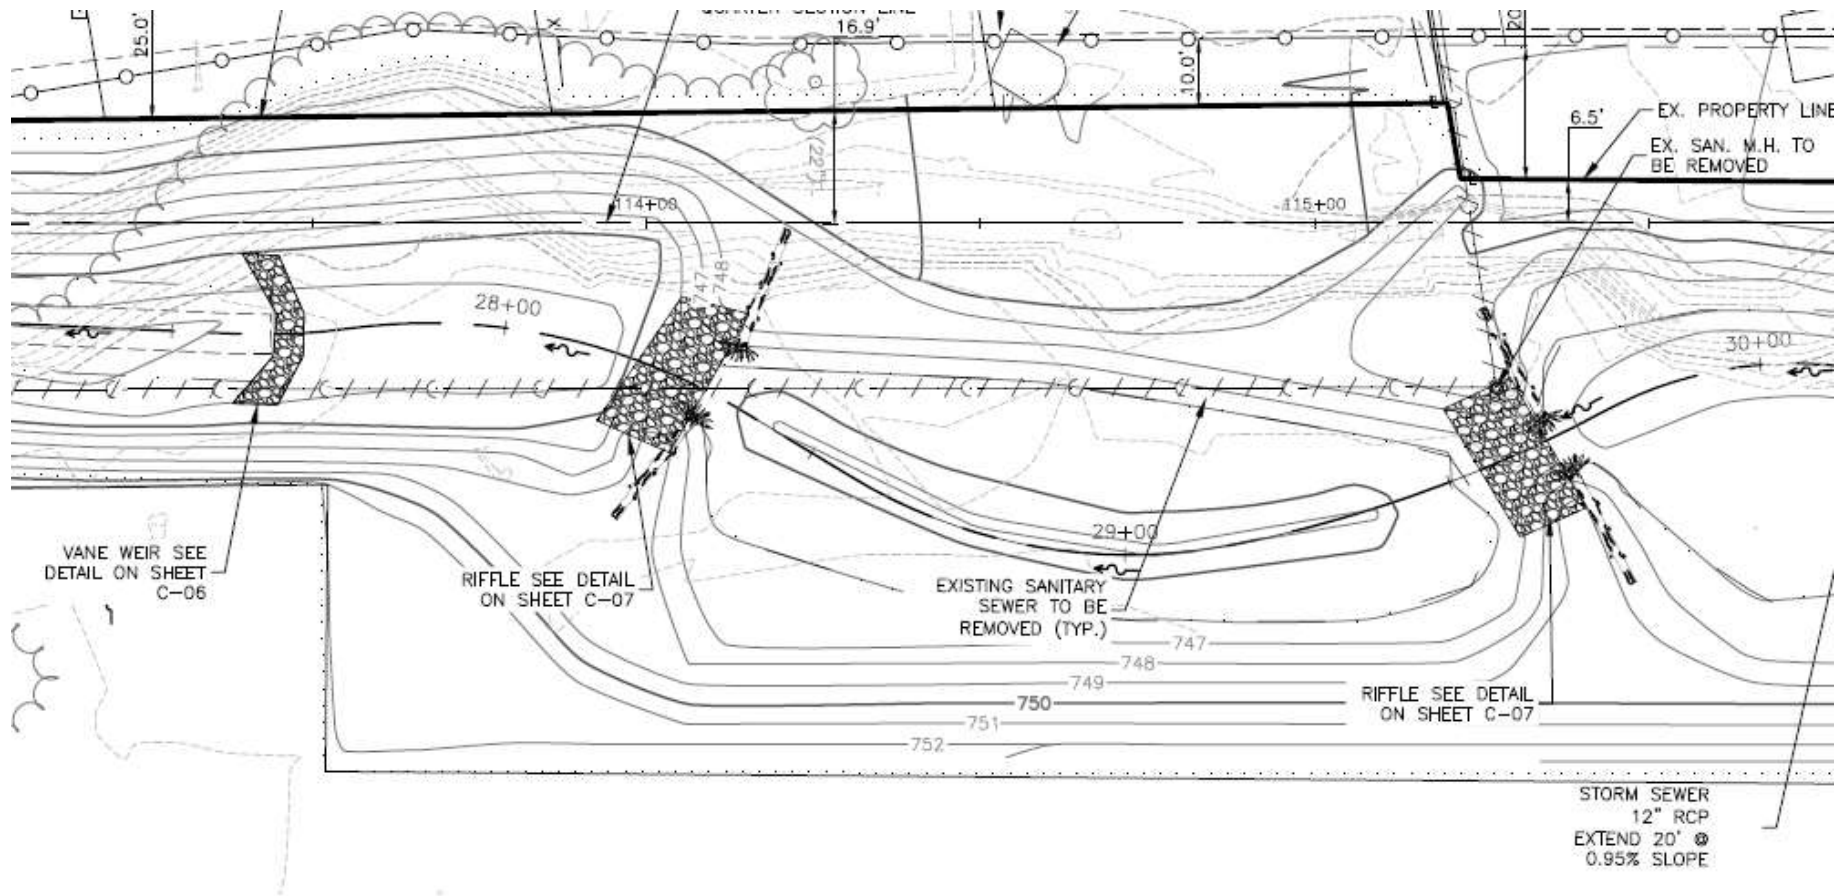 QUARTER SECTION LINE
25.0'
16.9'
10.0'
20
6.5'
EX. PROPERTY LINE
EX. SAN. M.H. TO
BE REMOVED
114+00
115+00
747
748
28+00
30+00
29+00
VANE WEIR SEE
DETAIL ON SHEET
C-06
RIFFLE SEE DETAIL
ON SHEET C-07
EXISTING SANITARY
SEWER TO BE
REMOVED (TYP.)
747
748
749
750
751
752
RIFFLE SEE DETAIL
ON SHEET C-07
STORM SEWER
12" RCP
EXTEND 20' @
0.95% SLOPE